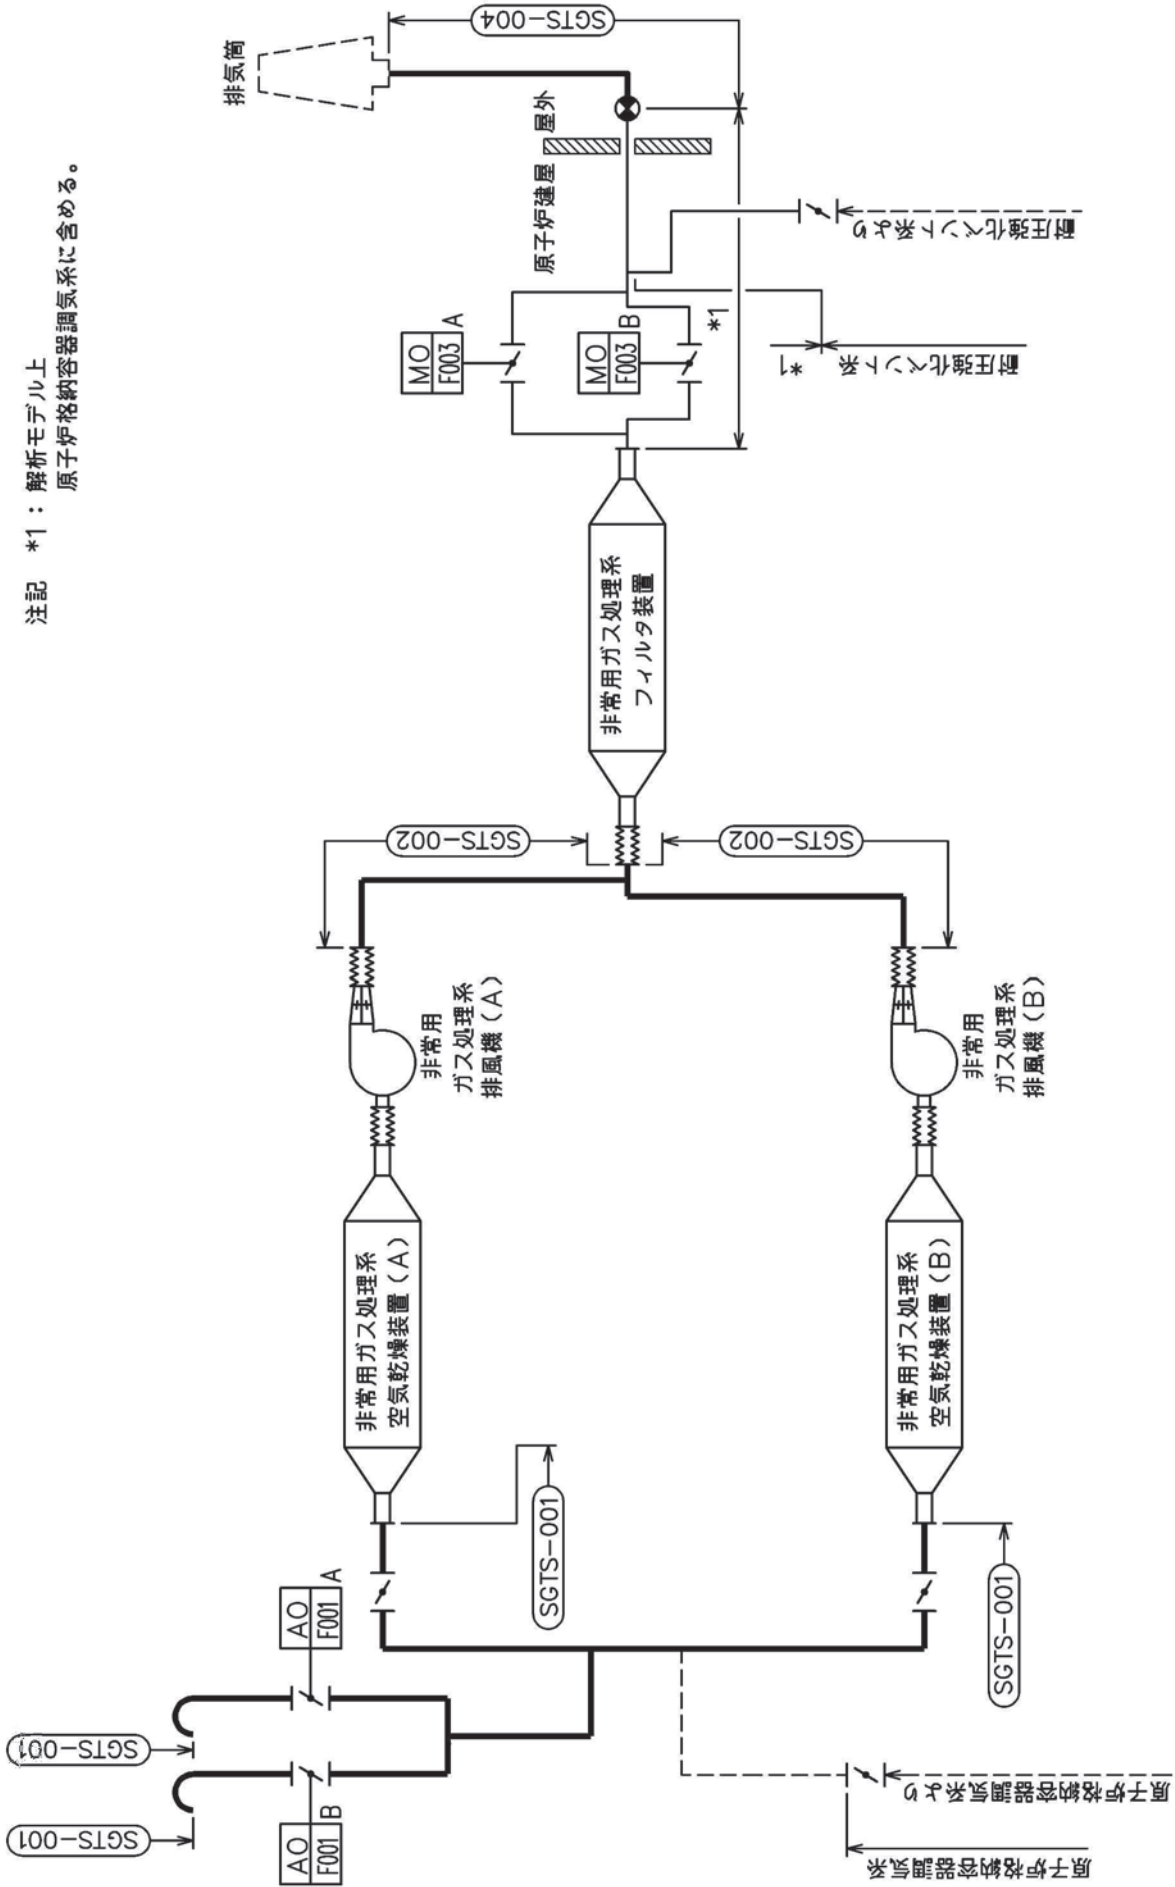 注記 *1:解析モデル上
原子炉格納容器調気系に含める。
SGTS-001
SGTS-001
AO
F001
B
AO
F001
A
原子炉格納容器調気系
原子炉格納容器調気系より
SGTS-001
SGTS-001
非常用ガス処理系
空気乾燥装置(A)
非常用ガス処理系
空気乾燥装置(B)
非常用
ガス処理系
排風機(A)
非常用
ガス処理系
排風機(B)
SGTS-002
SGTS-002
非常用ガス処理系
フィルタ装置
MO
F003
A
MO
F003
B
*1
*1
耐圧強化ベント系
耐圧強化ベント系より
原子炉建屋
屋外
排気筒
SGTS-004